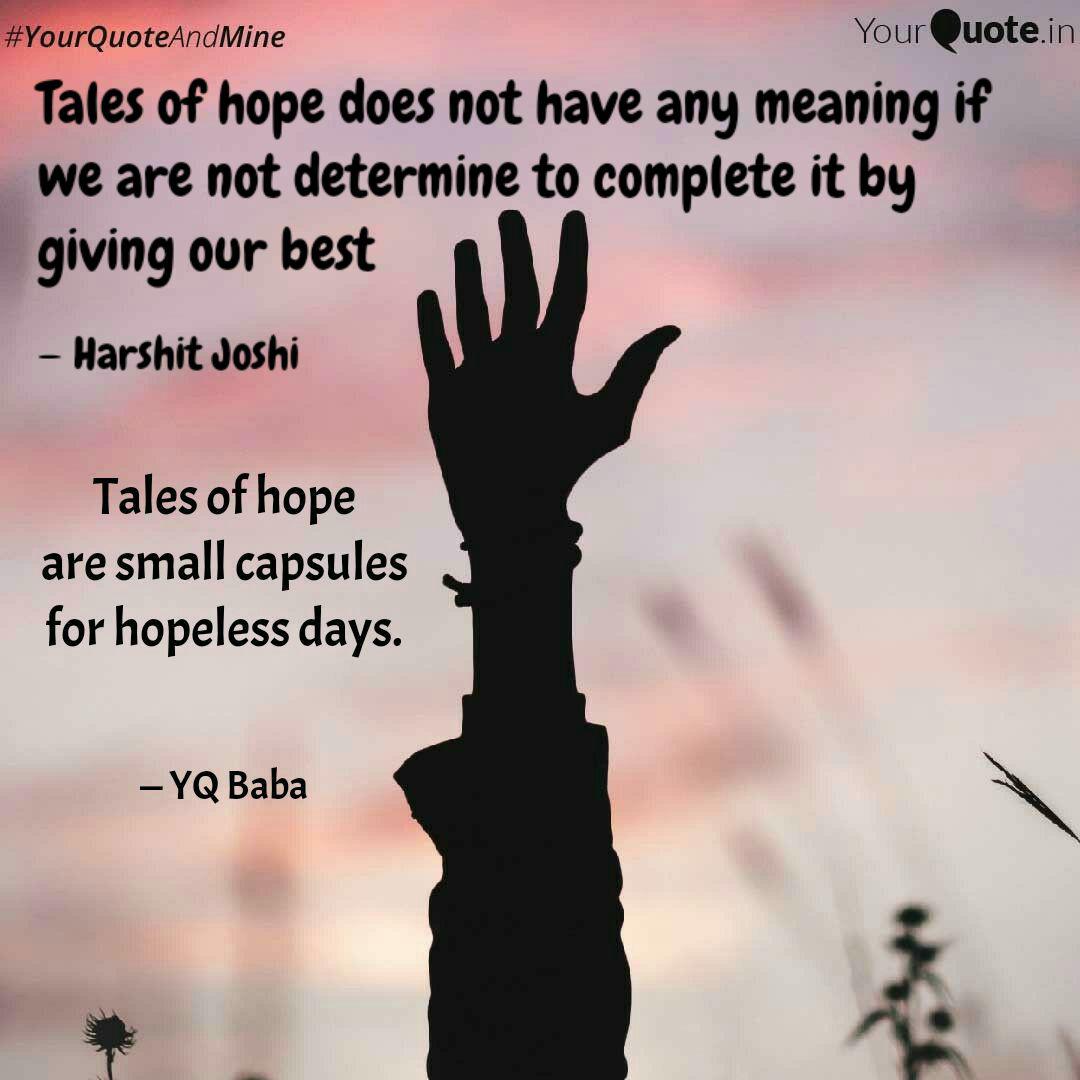 #YourQuoteAndMine
YourQuote.in
Tales of hope does not have any meaning if
we are not determine to complete it by
giving our best
– Harshit Joshi
Tales of hope
are small capsules
for hopeless days.
– YQ Baba